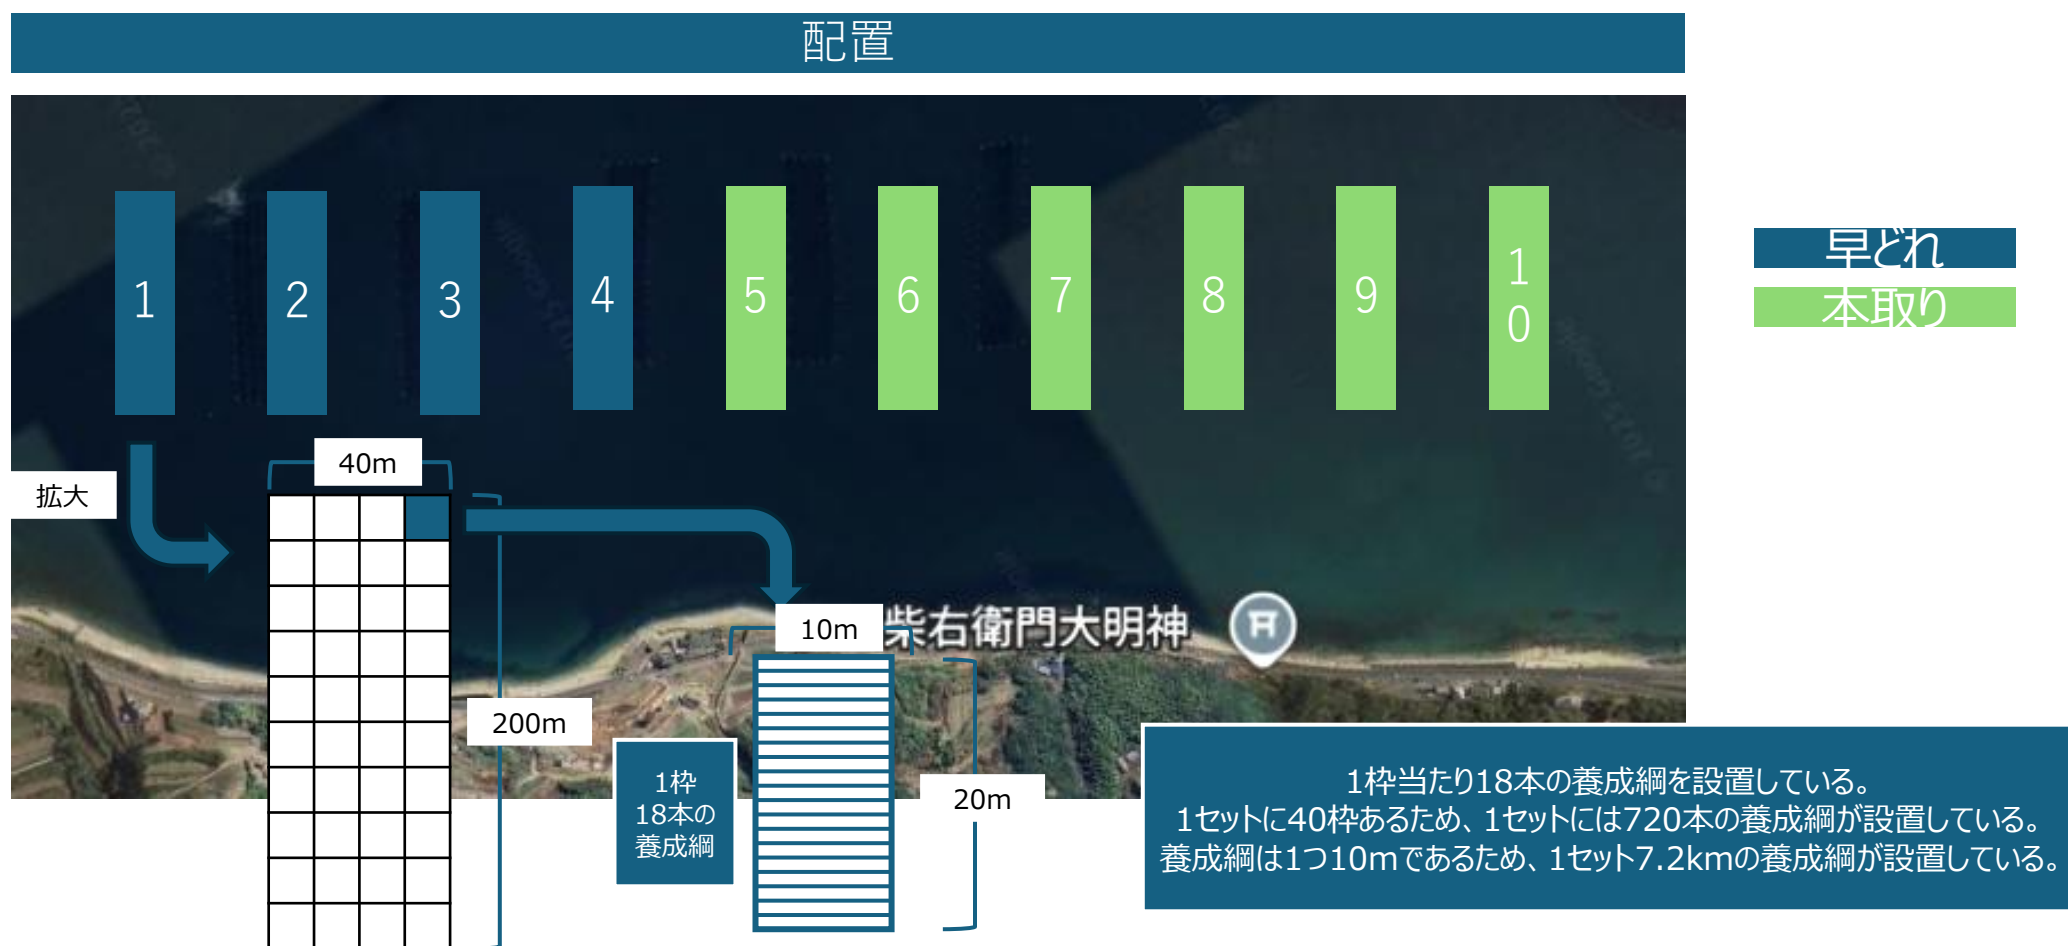 配置
1
2
3
4
5
6
7
8
9
10
早どれ
本取り
40m
拡大
柴右衛門大明神
10m
200m
1枠
18本の
養成綱
20m
1枠当たり18本の養成綱を設置している。
1セットに40枠あるため、1セットには720本の養成綱が設置している。
養成綱は1つ10mであるため、1セット7.2kmの養成綱が設置している。